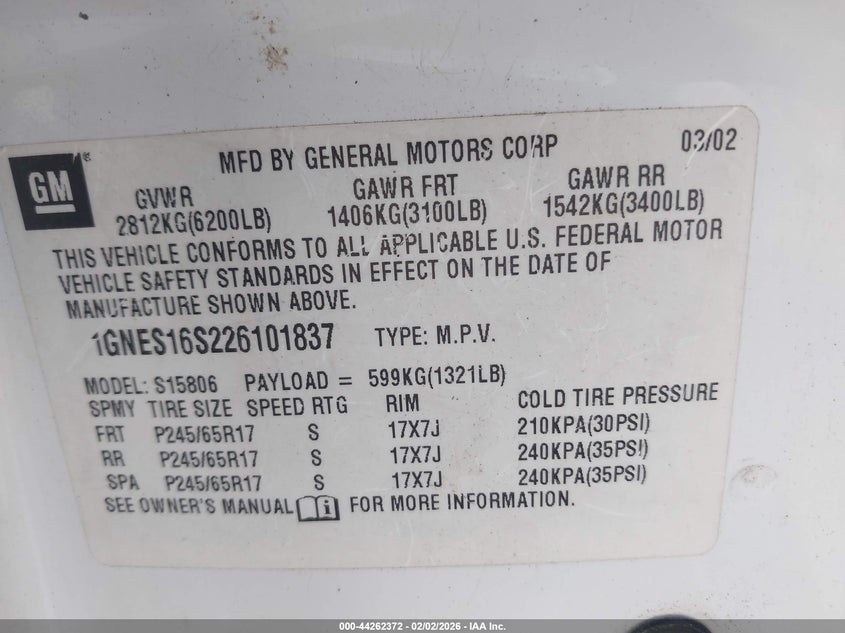 GM®
MFD BY GENERAL MOTORS CORP 03/02
GVWR GAWR FRT GAWR RR
2812KG(6200LB) 1406KG(3100LB) 1542KG(3400LB)
THIS VEHICLE CONFORMS TO ALL APPLICABLE U.S. FEDERAL MOTOR
VEHICLE SAFETY STANDARDS IN EFFECT ON THE DATE OF
MANUFACTURE SHOWN ABOVE.
1GNES16S226101837 TYPE: M.P.V.
MODEL: S15806 PAYLOAD = 599KG(1321LB)
SPMY TIRE SIZE SPEED RTG RIM COLD TIRE PRESSURE
FRT P245/65R17 S 17X7J 210KPA(30PSI)
RR P245/65R17 S 17X7J 240KPA(35PSI)
SPA P245/65R17 S 17X7J 240KPA(35PSI)
SEE OWNER'S MANUAL i FOR MORE INFORMATION.
000-44262372 - 02/02/2026 - IAA Inc.